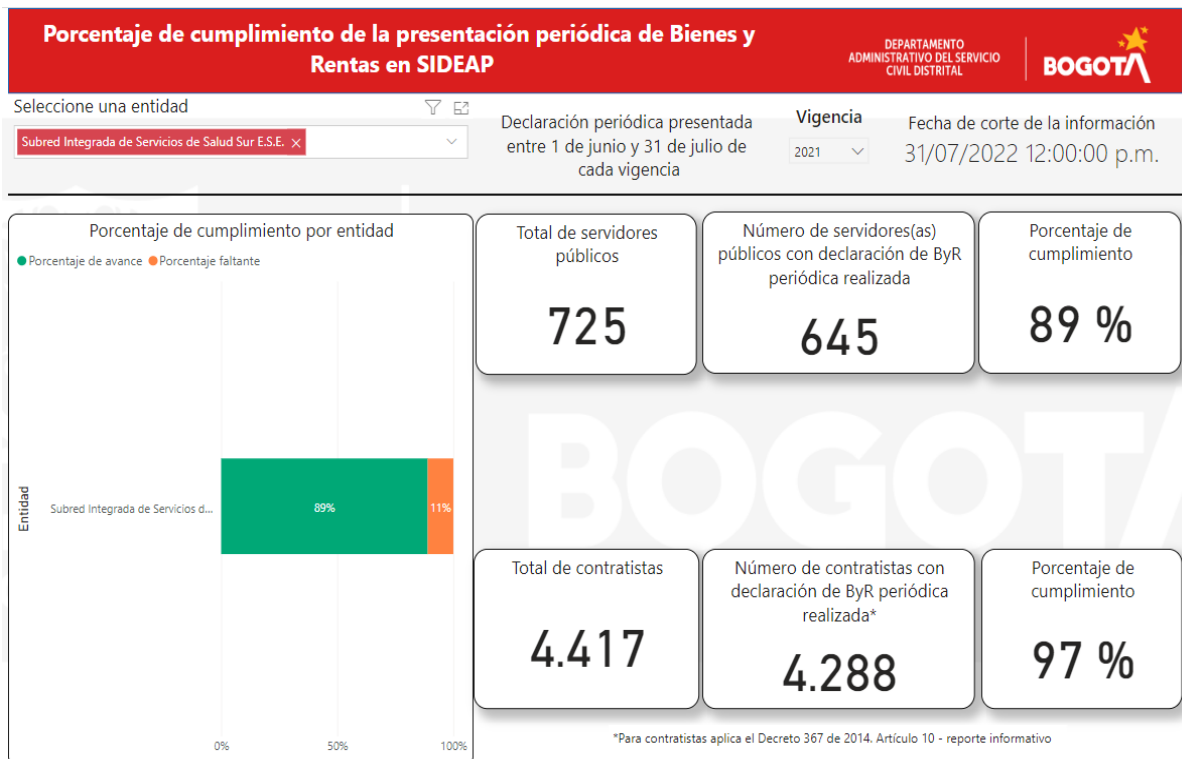 Porcentaje de cumplimiento de la presentación periódica de Bienes y
Rentas en SIDEAP
DEPARTAMENTO
ADMINISTRATIVO DEL SERVICIO
CIVIL DISTRITAL
BOGOTÁ
Seleccione una entidad
Subred Integrada de Servicios de Salud Sur E.S.E. ×
Declaración periódica presentada
entre 1 de junio y 31 de julio de
cada vigencia
Vigencia
2021
Fecha de corte de la información
31/07/2022 12:00:00 p.m.
Porcentaje de cumplimiento por entidad
Porcentaje de avance
Porcentaje faltante
Entidad
Subred Integrada de Servicios d...
89%
11%
0%
50%
100%
Total de servidores
públicos
725
Número de servidores(as)
públicos con declaración de ByR
periódica realizada
645
Porcentaje de
cumplimiento
89 %
BOGOTÁ
Total de contratistas
4.417
Número de contratistas con
declaración de ByR periódica
realizada*
4.288
Porcentaje de
cumplimiento
97 %
*Para contratistas aplica el Decreto 367 de 2014. Artículo 10 - reporte informativo